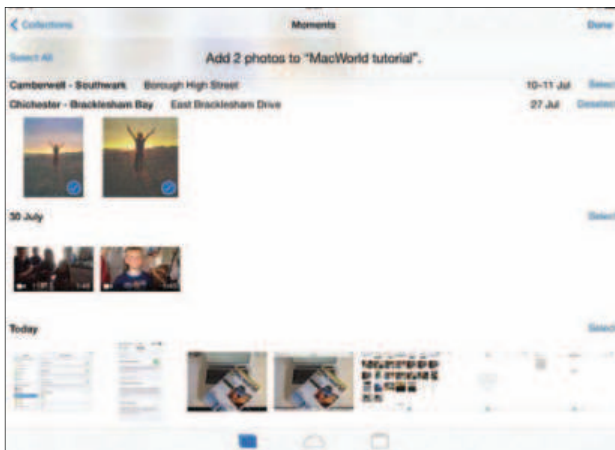 Collections Moments Done
Select All Add 2 photos to “MacWorld tutorial”.
Camberwell - Southwark Borough High Street 10–11 Jul Select
Chichester - Bracklesham Bay East Bracklesham Drive 27 Jul Deselect
30 July Select
Today Select